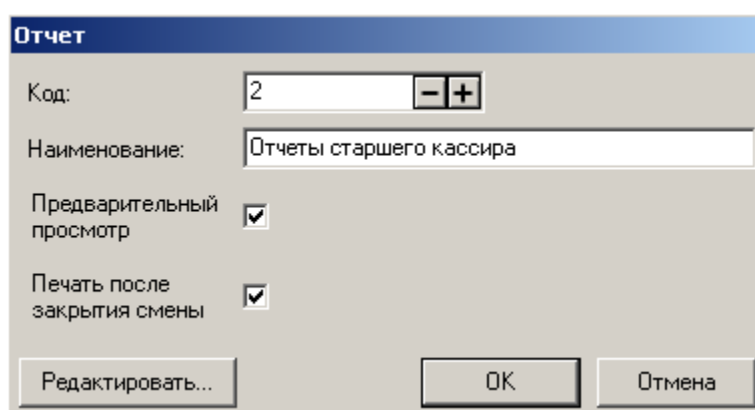 Отчет
Код: 2
Наименование: Отчеты старшего кассира
Предварительный
просмотр
Печать после
закрытия смены
Редактировать... OK Отмена